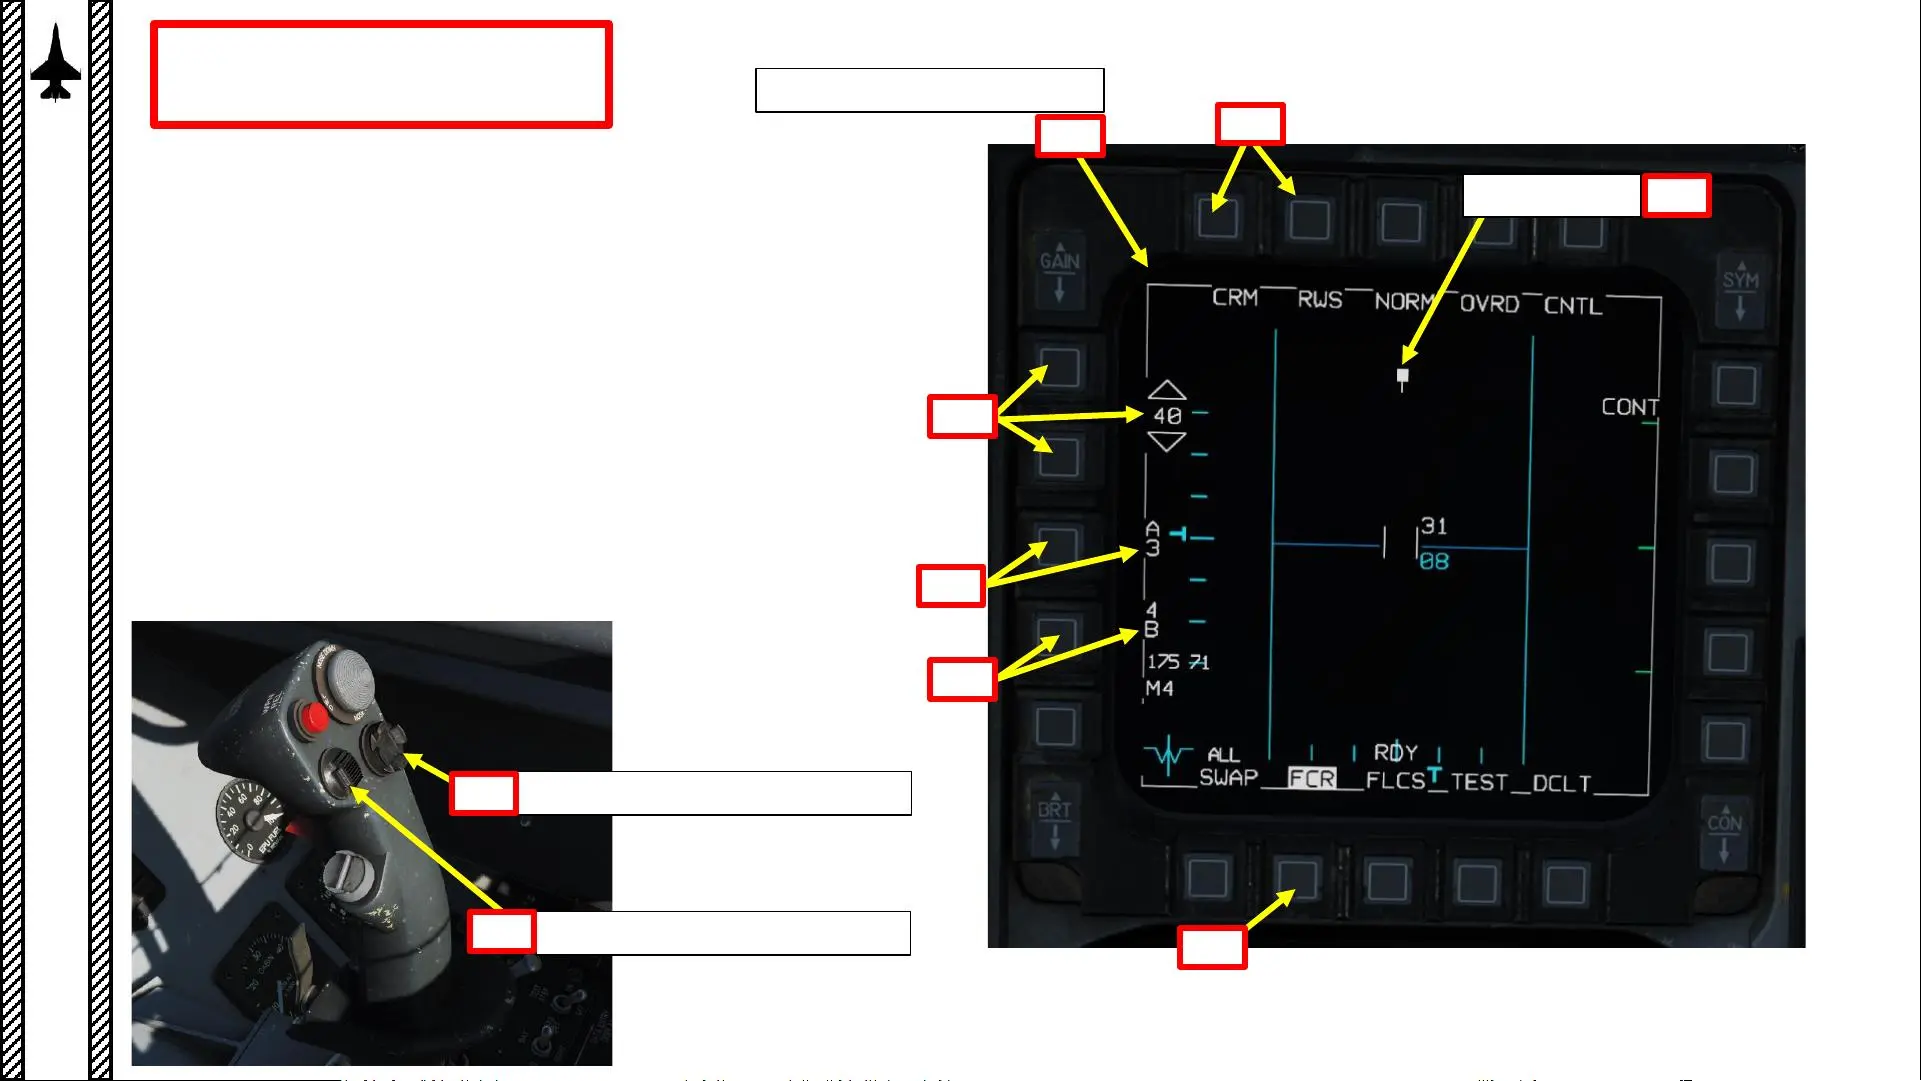 GAIN
SYM
CRM RWS NORM OVRD CNTL
40
CONT
A
3
31
08
4
B
175 71
M4
ALL
RDY
SWAP FCR FLCS T TEST DCLT
BRT
CON